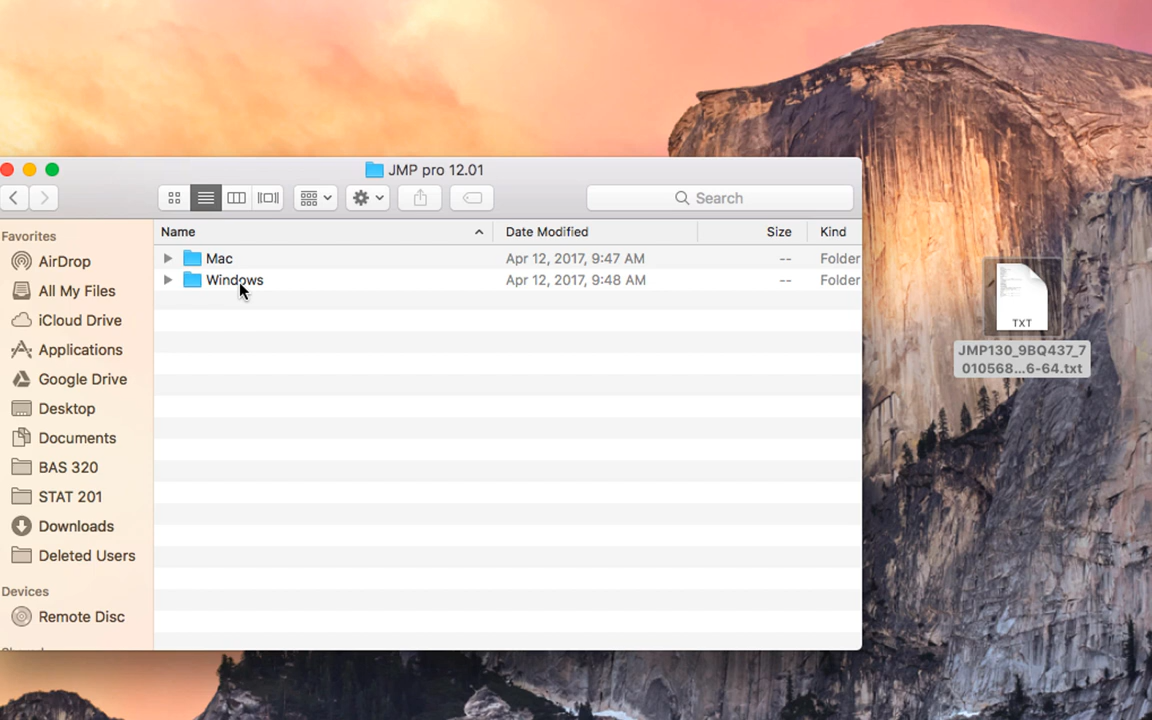 JMP pro 12.01
Search
Name Date Modified Size Kind
Favorites
AirDrop
All My Files
iCloud Drive
Applications
Google Drive
Desktop
Documents
BAS 320
STAT 201
Downloads
Deleted Users
Devices
Remote Disc
Mac Apr 12, 2017, 9:47 AM -- Folder
Windows Apr 12, 2017, 9:48 AM -- Folder
TXT
JMP130_9BQ437_7
010568...6-64.txt